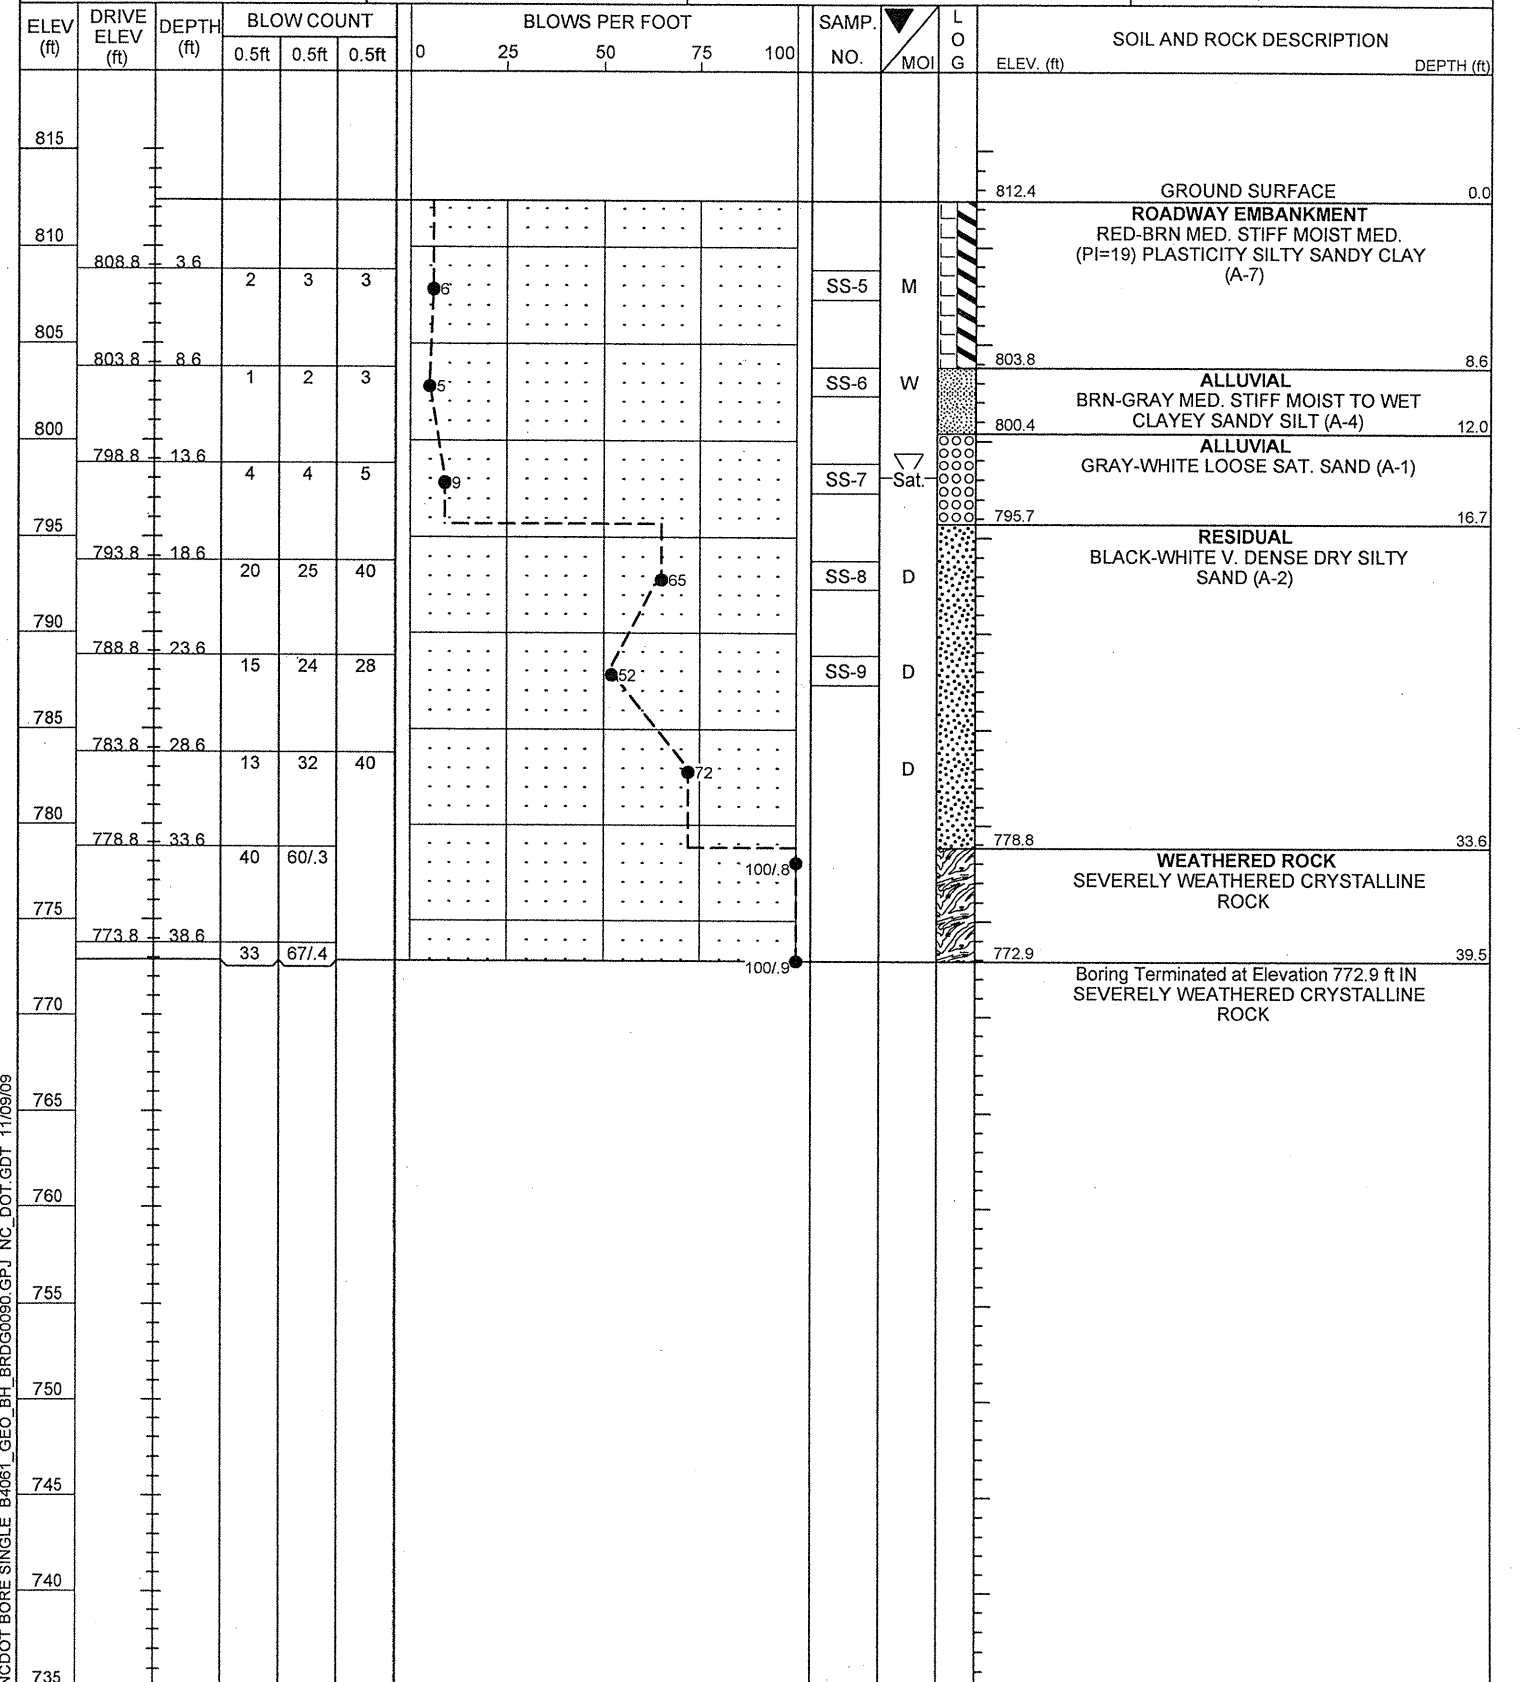 ELEV (ft)
DRIVE ELEV (ft)
DEPTH (ft)
BLOW COUNT
0.5ft 0.5ft 0.5ft
BLOWS PER FOOT
0 25 50 75 100
SAMP. NO.
MOI
L O G
SOIL AND ROCK DESCRIPTION
ELEV. (ft) DEPTH (ft)
815
812.4 GROUND SURFACE 0.0
ROADWAY EMBANKMENT
RED-BRN MED. STIFF MOIST MED.
810
(PI=19) PLASTICITY SILTY SANDY CLAY
(A-7)
808.8 3.6
2 3 3 6 SS-5 M
805
803.8 8.6
803.8 8.6
1 2 3 5 SS-6 W
ALLUVIAL
BRN-GRAY MED. STIFF MOIST TO WET
CLAYEY SANDY SILT (A-4)
800.4 12.0
800
ALLUVIAL
GRAY-WHITE LOOSE SAT. SAND (A-1)
798.8 13.6
4 4 5 9 SS-7 Sat.
795.7 16.7
795
RESIDUAL
BLACK-WHITE V. DENSE DRY SILTY
SAND (A-2)
793.8 18.6
20 25 40 65 SS-8 D
790
788.8 23.6
15 24 28 52 SS-9 D
785
783.8 28.6
13 32 40 72 D
780
778.8 33.6
778.8 33.6
40 60/.3 100/.8
WEATHERED ROCK
SEVERELY WEATHERED CRYSTALLINE
ROCK
775
773.8 38.6
33 67/.4 100/.9
772.9 39.5
Boring Terminated at Elevation 772.9 ft IN
SEVERELY WEATHERED CRYSTALLINE
ROCK
770
765
760
755
750
745
740
735
NCDOT BORE SINGLE B4061_GEO_BH_BRDG0090.GPJ NC_DOT.GDT 11/09/09